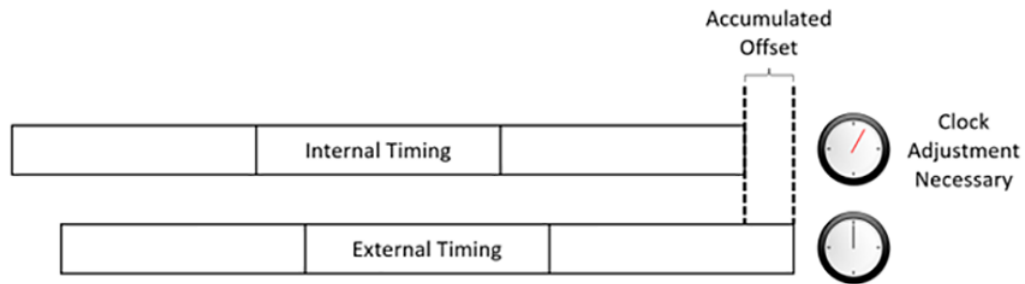 Accumulated
Offset
Internal Timing
Clock
Adjustment
Necessary
External Timing